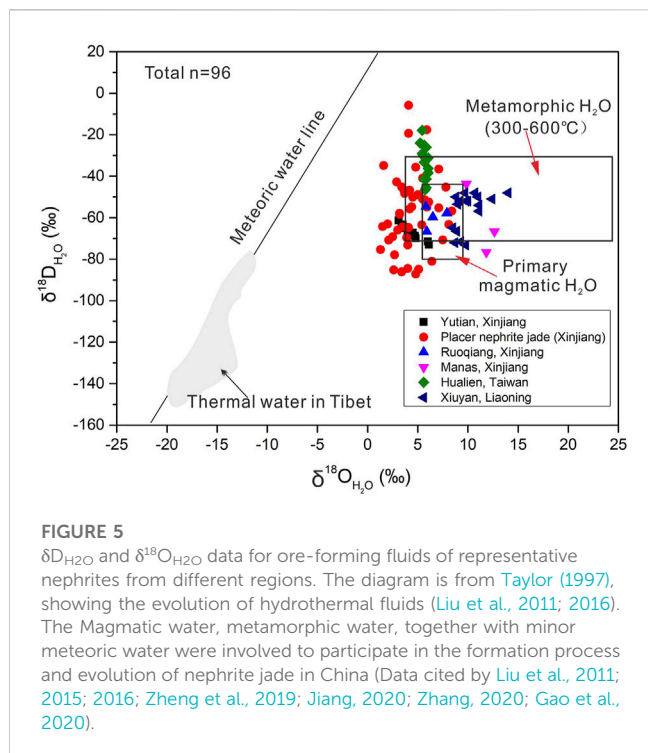 20
0
-20
-40
-60
-80
-100
-120
-140
-160
-25
-20
-15
-10
-5
0
5
10
15
20
25
δ¹⁸D_H₂O (‰)
δ¹⁸O_H₂O (‰)
Total n=96
Meteoric water line
Metamorphic H₂O
(300-600℃)
Primary
magmatic H₂O
Thermal water in Tibet
Yutian, Xinjiang
Placer nephrite jade (Xinjiang)
Ruoqiang, Xinjiang
Manas, Xinjiang
Hualien, Taiwan
Xiuyan, Liaoning
FIGURE 5
δD_H2O and δ¹⁸O_H2O data for ore-forming fluids of representative
nephrites from different regions. The diagram is from Taylor (1997),
showing the evolution of hydrothermal fluids (Liu et al., 2011; 2016).
The Magmatic water, metamorphic water, together with minor
meteoric water were involved to participate in the formation process
and evolution of nephrite jade in China (Data cited by Liu et al., 2011;
2015; 2016; Zheng et al., 2019; Jiang, 2020; Zhang, 2020; Gao et al.,
2020).